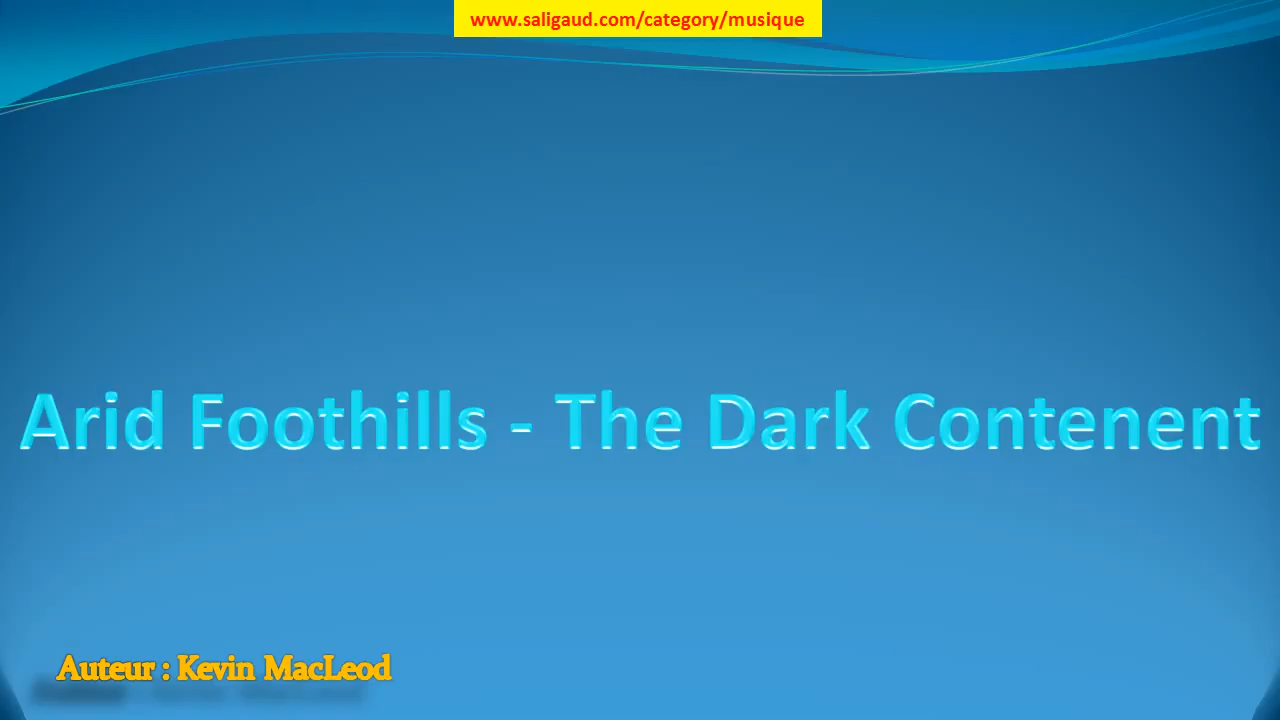 www.saligaud.com/category/musique
Arid Foothills - The Dark Contenent
Auteur : Kevin MacLeod